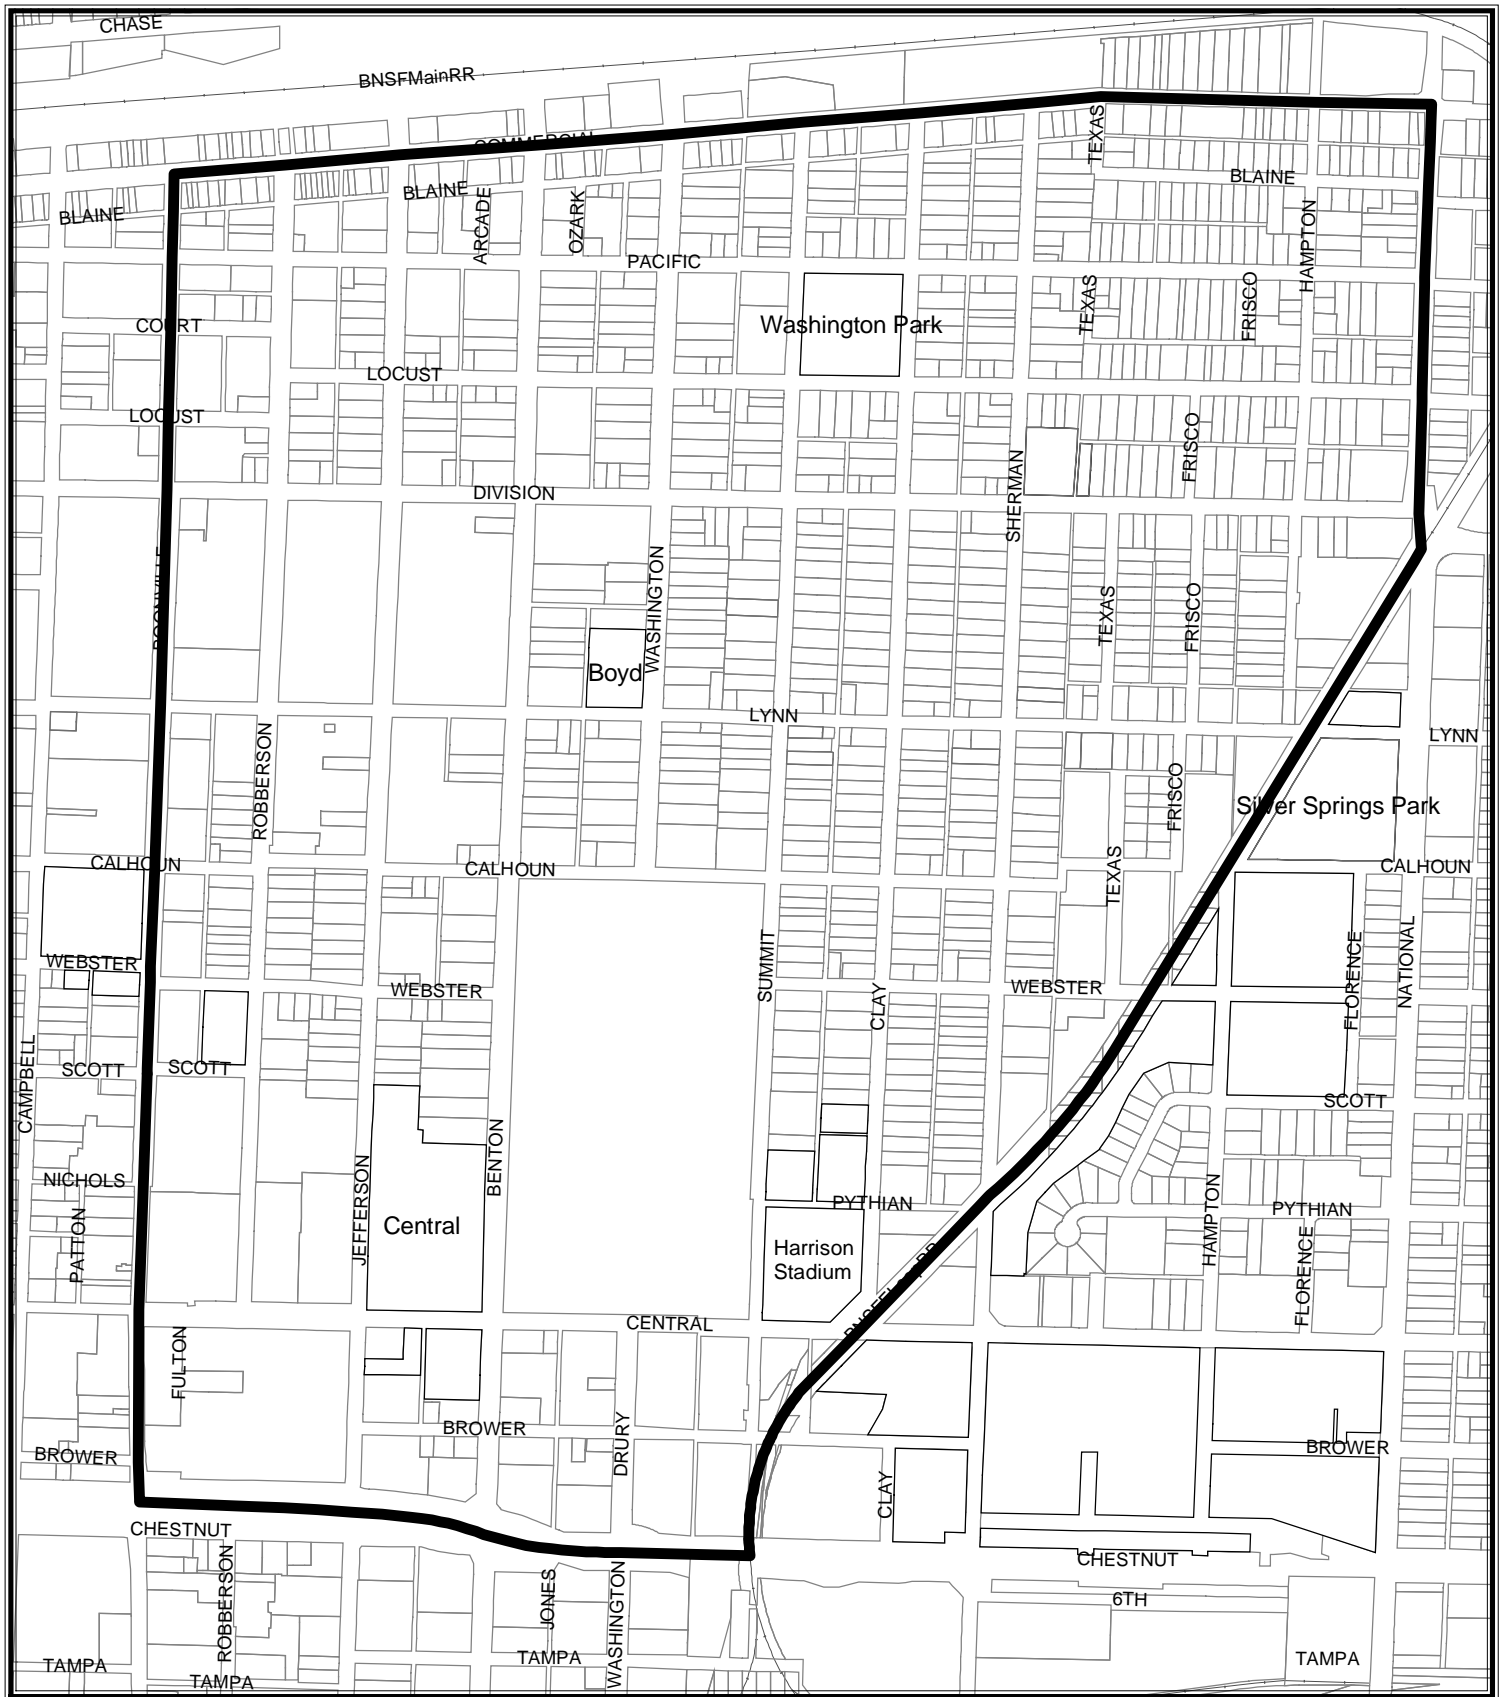 CHASE
BNSFMainRR
COMMERCIAL
TEXAS
BLAINE
BLAINE
BLAINE
ARCADE
OZARK
HAMPTON
PACIFIC
TEXAS
FRISCO
COURT
Washington Park
LOCUST
LOCUST
FRISCO
SHERMAN
DIVISION
BOONVILLE
WASHINGTON
TEXAS
FRISCO
Boyd
LYNN
LYNN
ROBBERSON
FRISCO
Silver Springs Park
CALHOUN
CALHOUN
CALHOUN
TEXAS
WEBSTER
SUMMIT
FLORENCE
NATIONAL
WEBSTER
CLAY
WEBSTER
CAMPBELL
SCOTT
SCOTT
SCOTT
NICHOLS
BENTON
JEFFERSON
PYTHIAN
HAMPTON
PYTHIAN
PATTON
Central
Harrison
Stadium
FLORENCE
CENTRAL
FULTON
BROWER
DRURY
BROWER
BROWER
CLAY
CHESTNUT
CHESTNUT
ROBBERSON
JONES
WASHINGTON
6TH
TAMPA
TAMPA
TAMPA
TAMPA